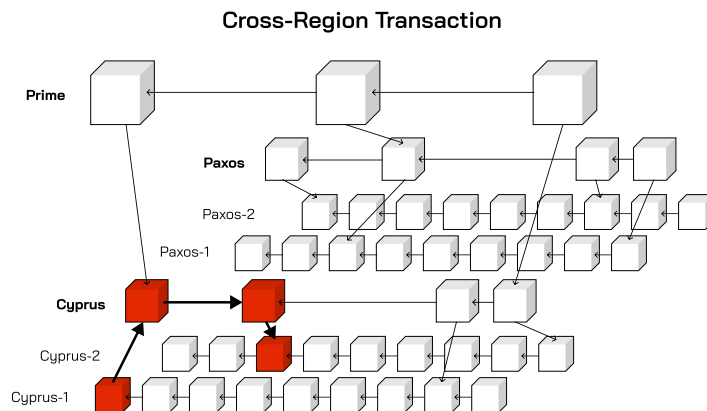 Cross-Region Transaction
Prime
Paxos
Paxos-2
Paxos-1
Cyprus
Cyprus-2
Cyprus-1